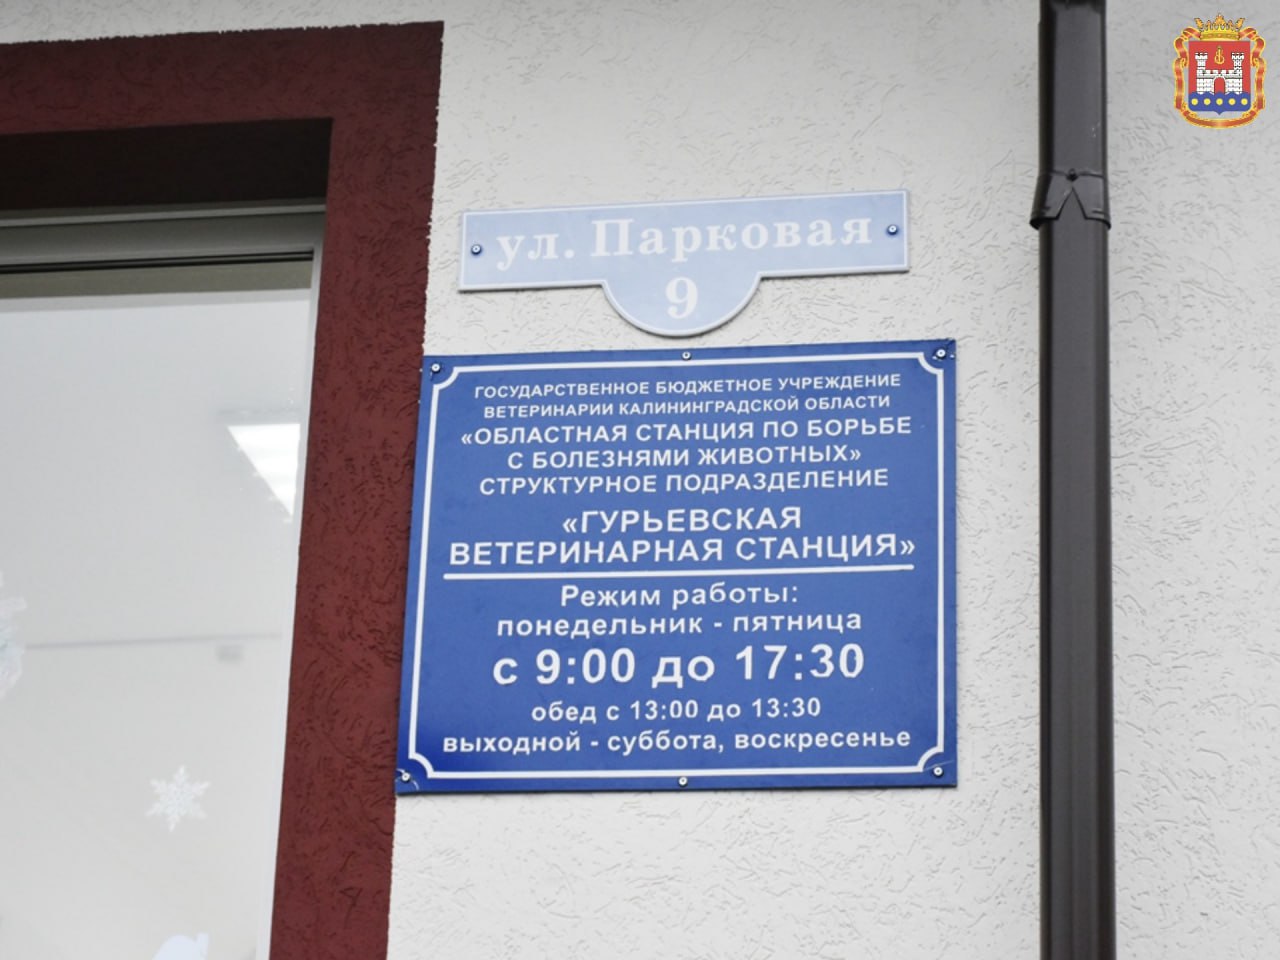 ул. Парковая
9
ГОСУДАРСТВЕННОЕ БЮДЖЕТНОЕ УЧРЕЖДЕНИЕ
ВЕТЕРИНАРИИ КАЛИНИНГРАДСКОЙ ОБЛАСТИ
«ОБЛАСТНАЯ СТАНЦИЯ ПО БОРЬБЕ
С БОЛЕЗНЯМИ ЖИВОТНЫХ»
СТРУКТУРНОЕ ПОДРАЗДЕЛЕНИЕ
«ГУРЬЕВСКАЯ
ВЕТЕРИНАРНАЯ СТАНЦИЯ»
Режим работы:
понедельник - пятница
с 9:00 до 17:30
обед с 13:00 до 13:30
выходной - суббота, воскресенье